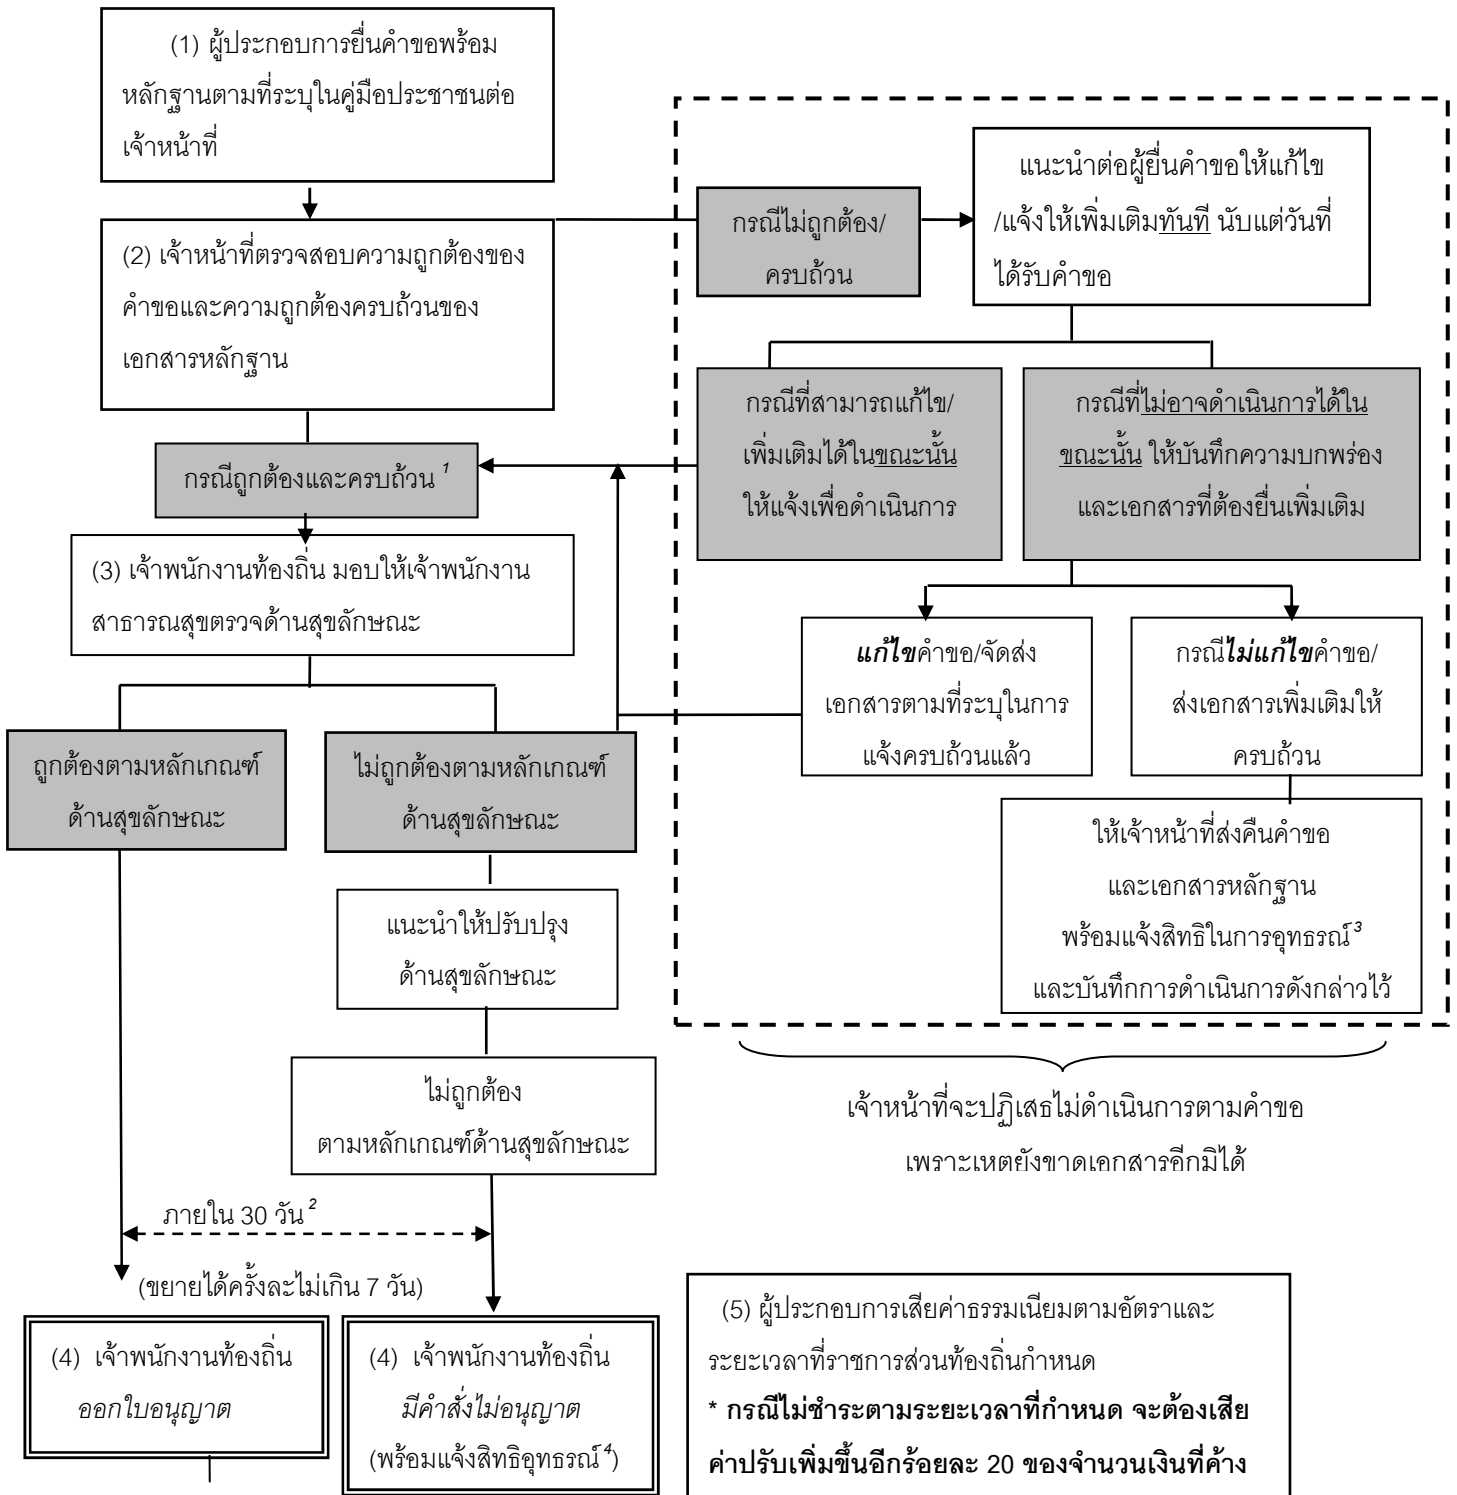 (1) ผู้ประกอบการยื่นคำขอพร้อม
หลักฐานตามที่ระบุในคู่มือประชาชนต่อ
เจ้าหน้าที่
(2) เจ้าหน้าที่ตรวจสอบความถูกต้องของ
คำขอและความถูกต้องครบถ้วนของ
เอกสารหลักฐาน
กรณีไม่ถูกต้อง/
ครบถ้วน
แนะนำต่อผู้ยื่นคำขอให้แก้ไข
/แจ้งให้เพิ่มเติมทันที นับแต่วันที่
ได้รับคำขอ
กรณีที่สามารถแก้ไข/
เพิ่มเติมได้ในขณะนั้น
ให้แจ้งเพื่อดำเนินการ
กรณีที่ไม่อาจดำเนินการได้ใน
ขณะนั้น ให้บันทึกความบกพร่อง
และเอกสารที่ต้องยื่นเพิ่มเติม
กรณีถูกต้องและครบถ้วน 1
(3) เจ้าพนักงานท้องถิ่น มอบให้เจ้าพนักงาน
สาธารณสุขตรวจด้านสุขลักษณะ
แก้ไขคำขอ/จัดส่ง
เอกสารตามที่ระบุในการ
แจ้งครบถ้วนแล้ว
กรณีไม่แก้ไขคำขอ/
ส่งเอกสารเพิ่มเติมให้
ครบถ้วน
ถูกต้องตามหลักเกณฑ์
ด้านสุขลักษณะ
ไม่ถูกต้องตามหลักเกณฑ์
ด้านสุขลักษณะ
ให้เจ้าหน้าที่ส่งคืนคำขอ
และเอกสารหลักฐาน
พร้อมแจ้งสิทธิในการอุทธรณ์ 3
และบันทึกการดำเนินการดังกล่าวไว้
แนะนำให้ปรับปรุง
ด้านสุขลักษณะ
ไม่ถูกต้อง
ตามหลักเกณฑ์ด้านสุขลักษณะ
เจ้าหน้าที่จะปฏิเสธไม่ดำเนินการตามคำขอ
เพราะเหตุยังขาดเอกสารอีกมิได้
ภายใน 30 วัน 2
(ขยายได้ครั้งละไม่เกิน 7 วัน)
(4) เจ้าพนักงานท้องถิ่น
ออกใบอนุญาต
(4) เจ้าพนักงานท้องถิ่น
มีคำสั่งไม่อนุญาต
(พร้อมแจ้งสิทธิอุทธรณ์ 4)
(5) ผู้ประกอบการเสียค่าธรรมเนียมตามอัตราและ
ระยะเวลาที่ราชการส่วนท้องถิ่นกำหนด
* กรณีไม่ชำระตามระยะเวลาที่กำหนด จะต้องเสีย
ค่าปรับเพิ่มขึ้นอีกร้อยละ 20 ของจำนวนเงินที่ค้าง